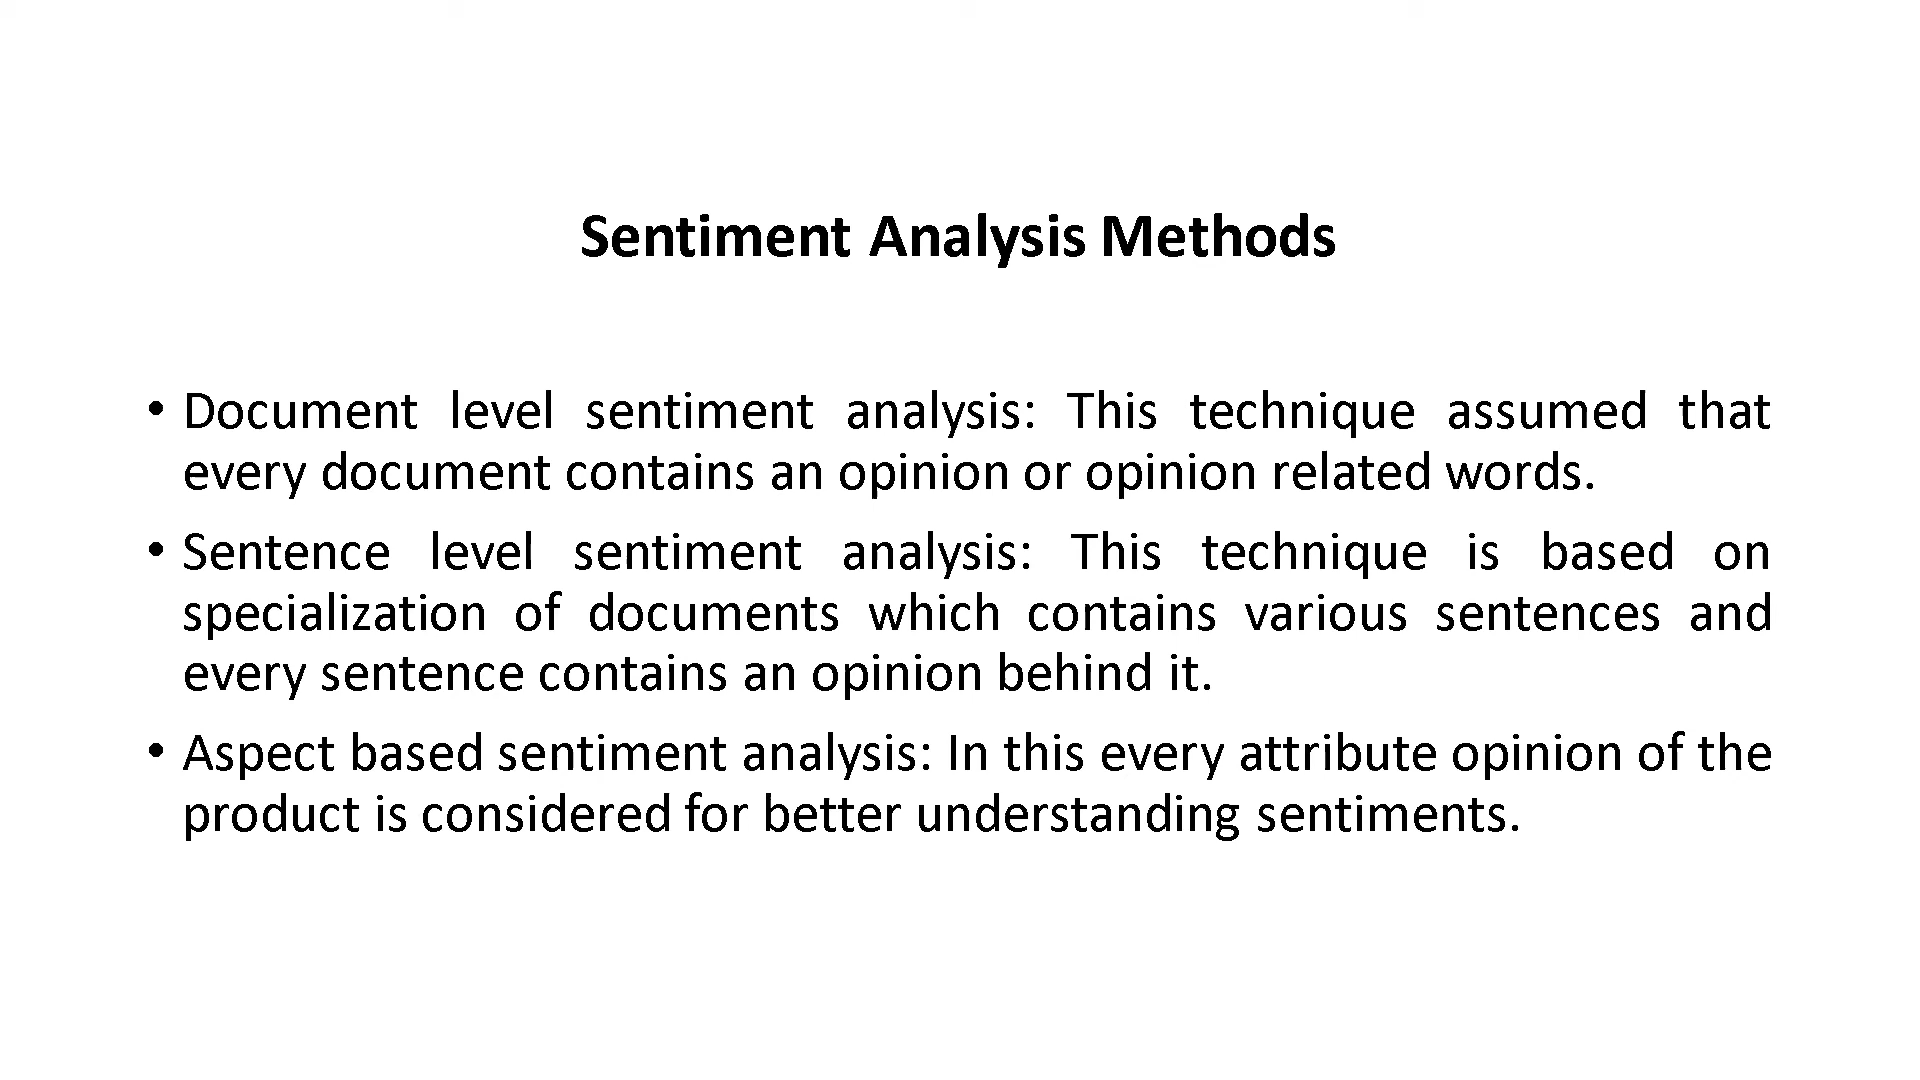 Sentiment Analysis Methods
• Document level sentiment analysis: This technique assumed that
every document contains an opinion or opinion related words.
• Sentence level sentiment analysis: This technique is based on
specialization of documents which contains various sentences and
every sentence contains an opinion behind it.
• Aspect based sentiment analysis: In this every attribute opinion of the
product is considered for better understanding sentiments.